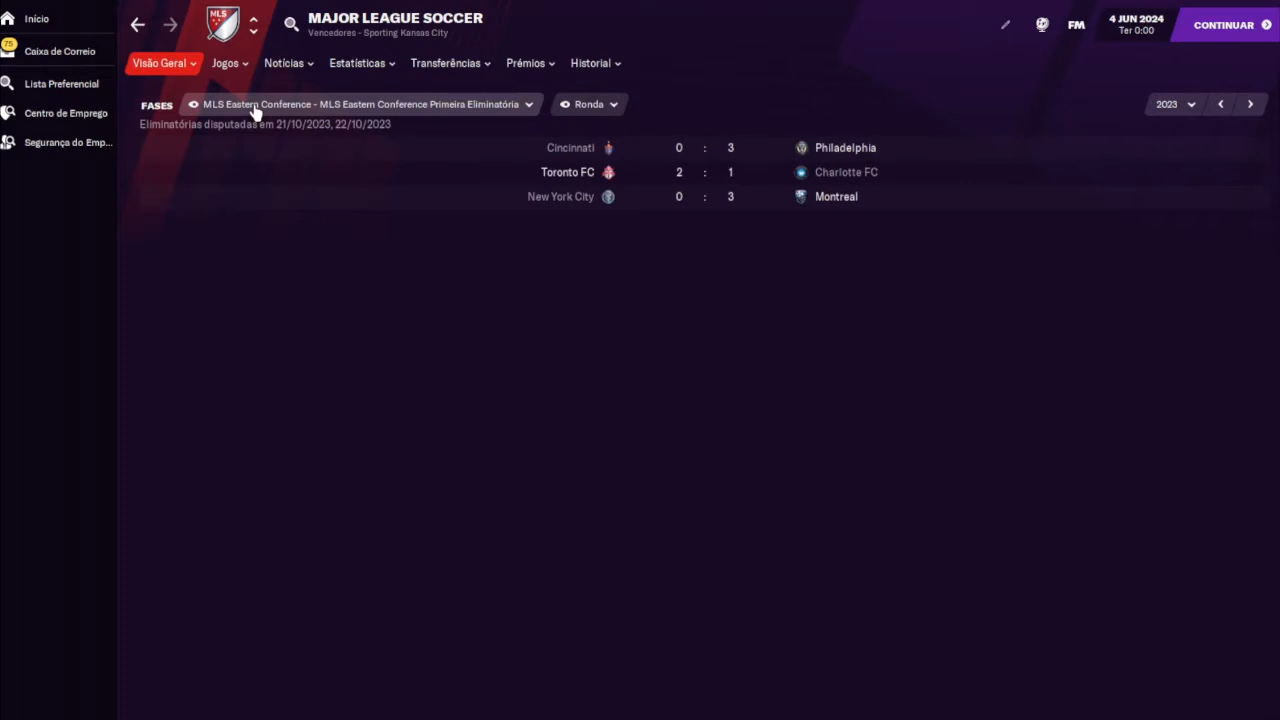 Início
75
Caixa de Correio
Lista Preferencial
Centro de Emprego
Segurança do Emp...
MLS
MAJOR LEAGUE SOCCER
Vencedores - Sporting Kansas City
FM
4 JUN 2024
Ter 0:00
CONTINUAR
Visão Geral
Jogos
Notícias
Estatísticas
Transferências
Prémios
Historial
FASES
MLS Eastern Conference - MLS Eastern Conference Primeira Eliminatória
Ronda
2023
Eliminatórias disputadas em 21/10/2023, 22/10/2023
Cincinnati 0 : 3 Philadelphia
Toronto FC 2 : 1 Charlotte FC
New York City 0 : 3 Montreal